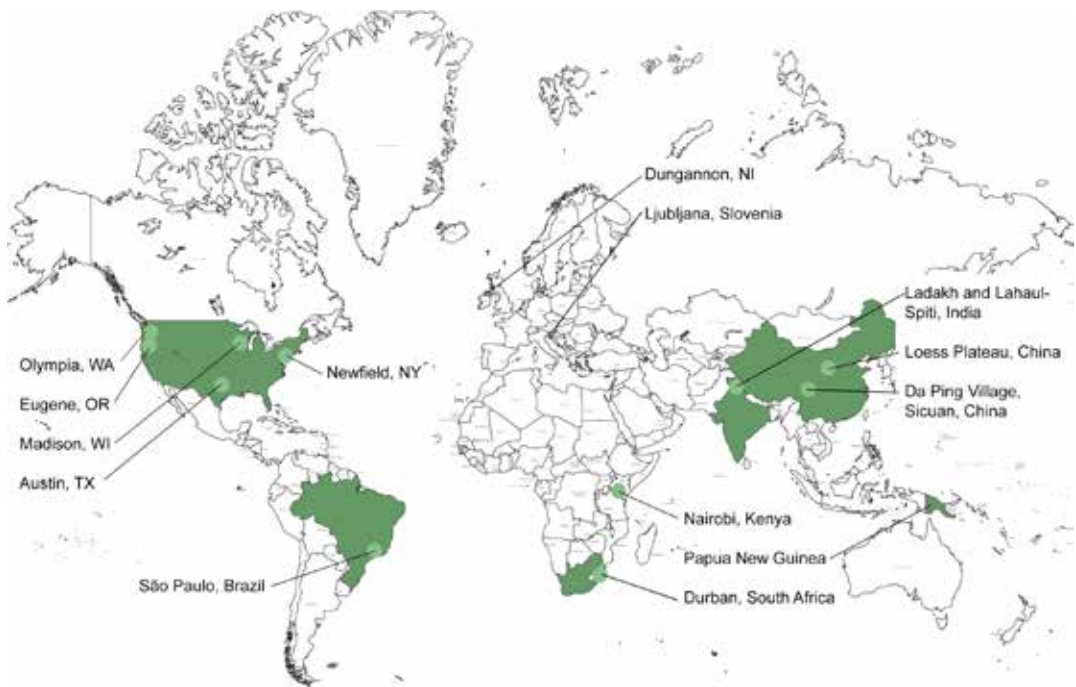 Dungannon, NI
Ljubljana, Slovenia
Ladakh and Lahaul-
Spiti, India
Loess Plateau, China
Da Ping Village,
Sicuan, China
Olympia, WA
Eugene, OR
Madison, WI
Austin, TX
Newfield, NY
Nairobi, Kenya
Papua New Guinea
São Paulo, Brazil
Durban, South Africa